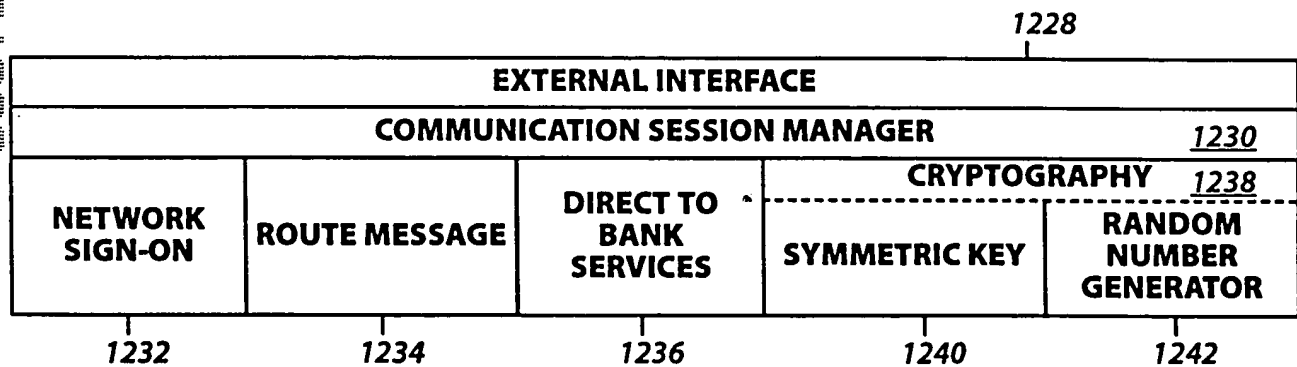 1228
EXTERNAL INTERFACE
COMMUNICATION SESSION MANAGER 1230
CRYPTOGRAPHY 1238
NETWORK
SIGN-ON
ROUTE MESSAGE
DIRECT TO
BANK
SERVICES
SYMMETRIC KEY
RANDOM
NUMBER
GENERATOR
1232 1234 1236 1240 1242